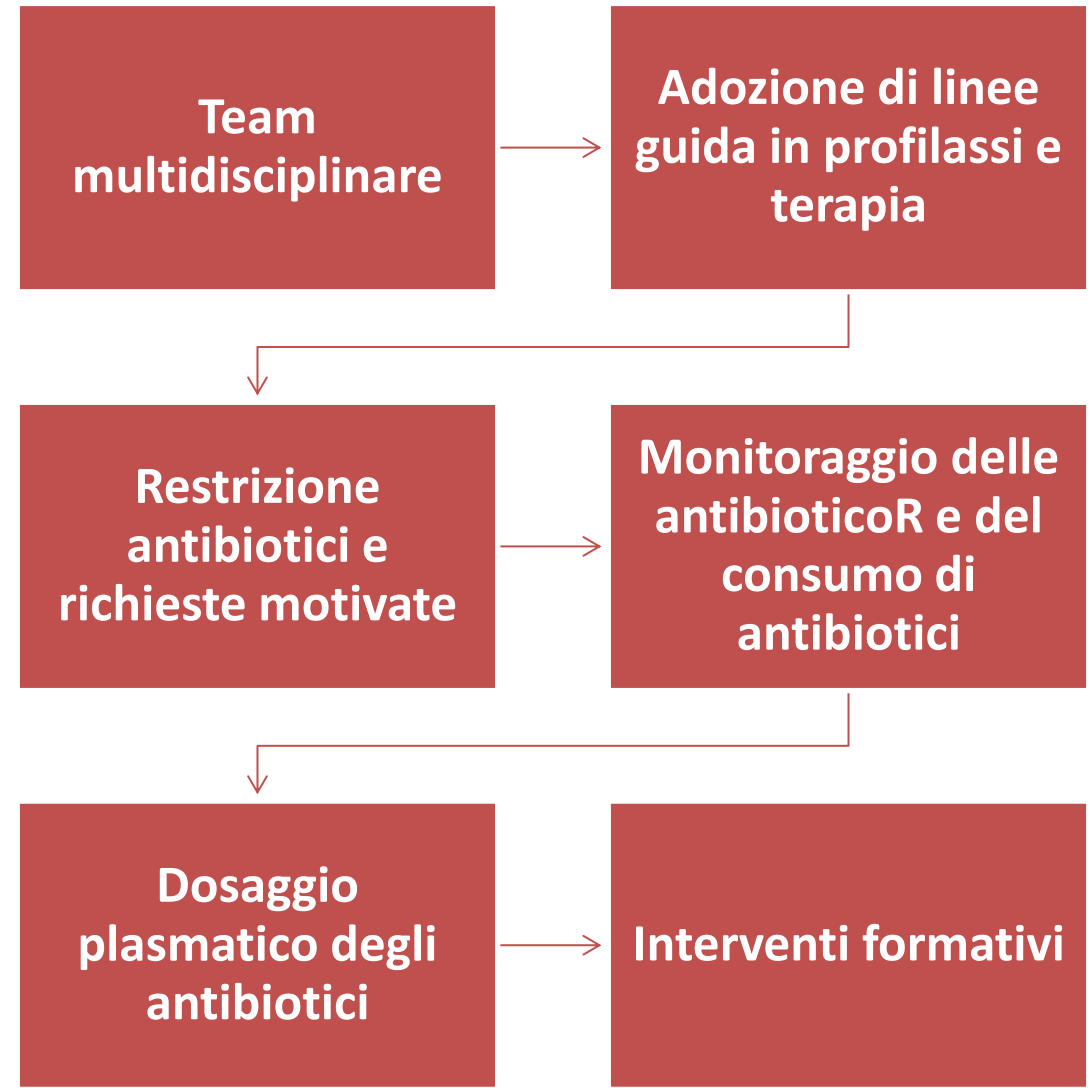 Team
multidisciplinare
Adozione di linee
guida in profilassi e
terapia
Restrizione
antibiotici e
richieste motivate
Monitoraggio delle
antibioticoR e del
consumo di
antibiotici
Dosaggio
plasmatico degli
antibiotici
Interventi formativi